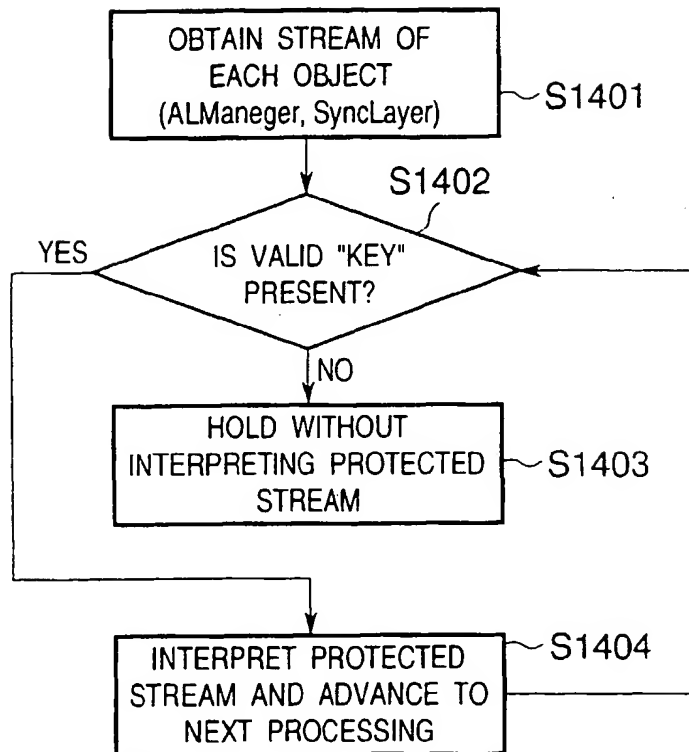 OBTAIN STREAM OF
EACH OBJECT
(ALManeger, SyncLayer)
S1401
S1402
YES
IS VALID "KEY"
PRESENT?
NO
HOLD WITHOUT
INTERPRETING PROTECTED
STREAM
S1403
S1404
INTERPRET PROTECTED
STREAM AND ADVANCE TO
NEXT PROCESSING